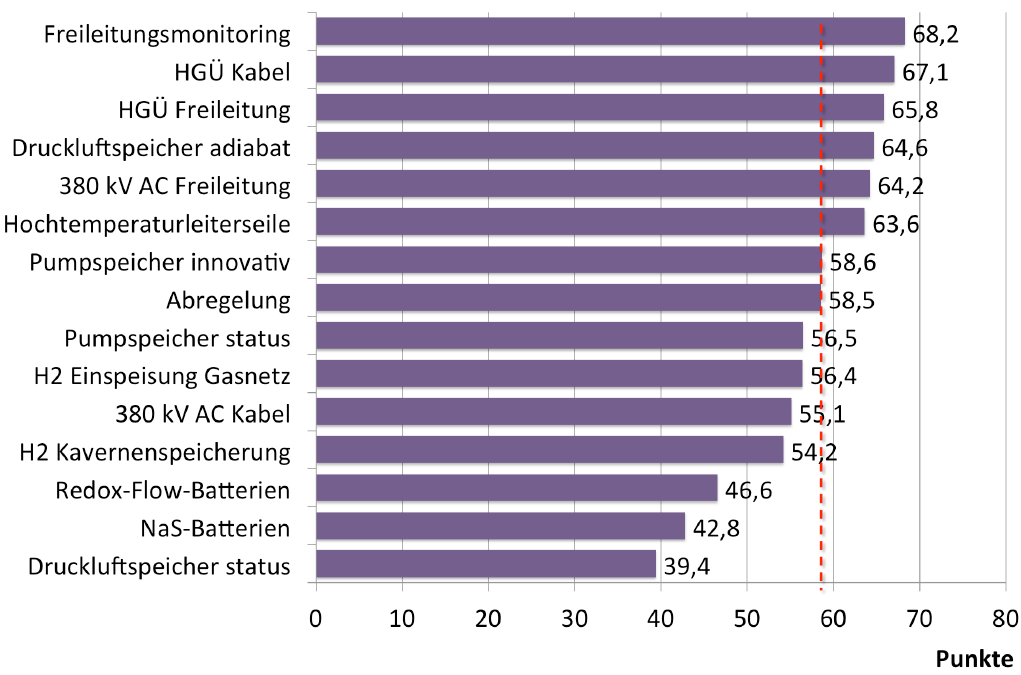 Freileitungsmonitoring 68,2
HGÜ Kabel 67,1
HGÜ Freileitung 65,8
Druckluftspeicher adiabat 64,6
380 kV AC Freileitung 64,2
Hochtemperaturleiterseile 63,6
Pumpspeicher innovativ 58,6
Abregelung 58,5
Pumpspeicher status 56,5
H2 Einspeisung Gasnetz 56,4
380 kV AC Kabel 55,1
H2 Kavernenspeicherung 54,2
Redox-Flow-Batterien 46,6
NaS-Batterien 42,8
Druckluftspeicher status 39,4
0 10 20 30 40 50 60 70 80
Punkte